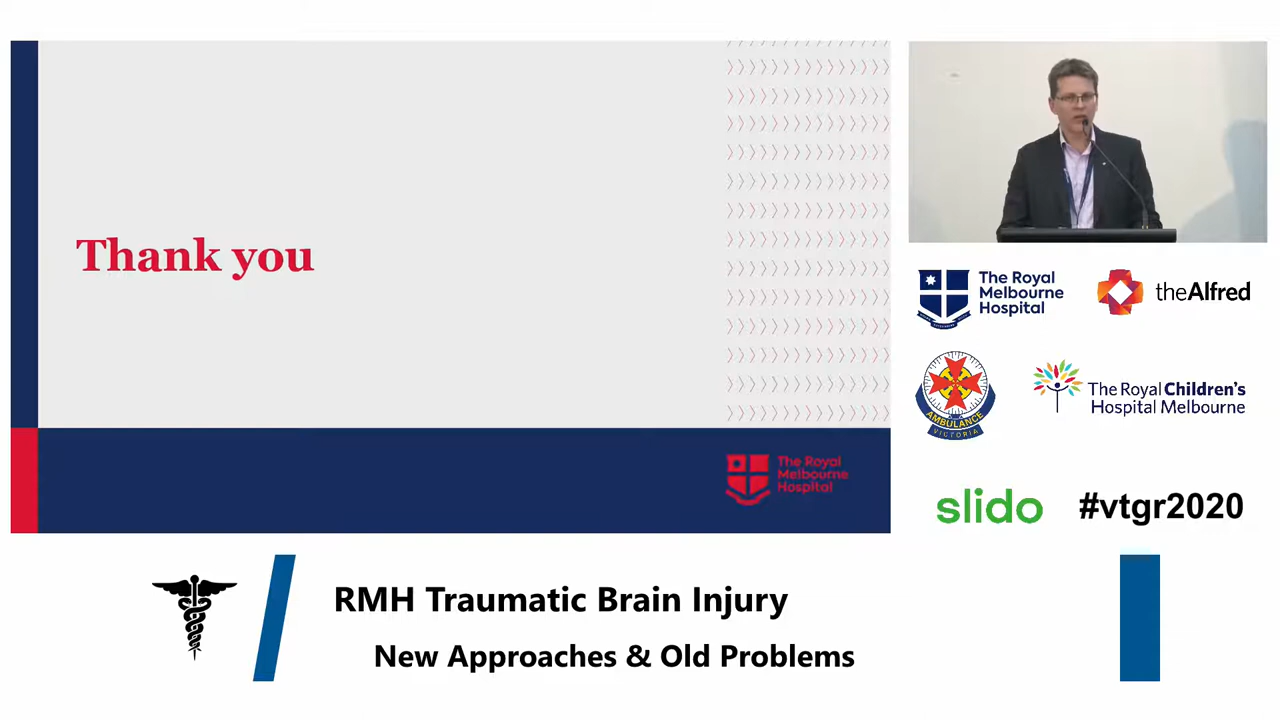 Thank you
The Royal
Melbourne
Hospital
The Royal
Melbourne
Hospital
theAlfred
AMBULANCE
VICTORIA
The Royal Children's
Hospital Melbourne
slido
#vtgr2020
RMH Traumatic Brain Injury
New Approaches & Old Problems